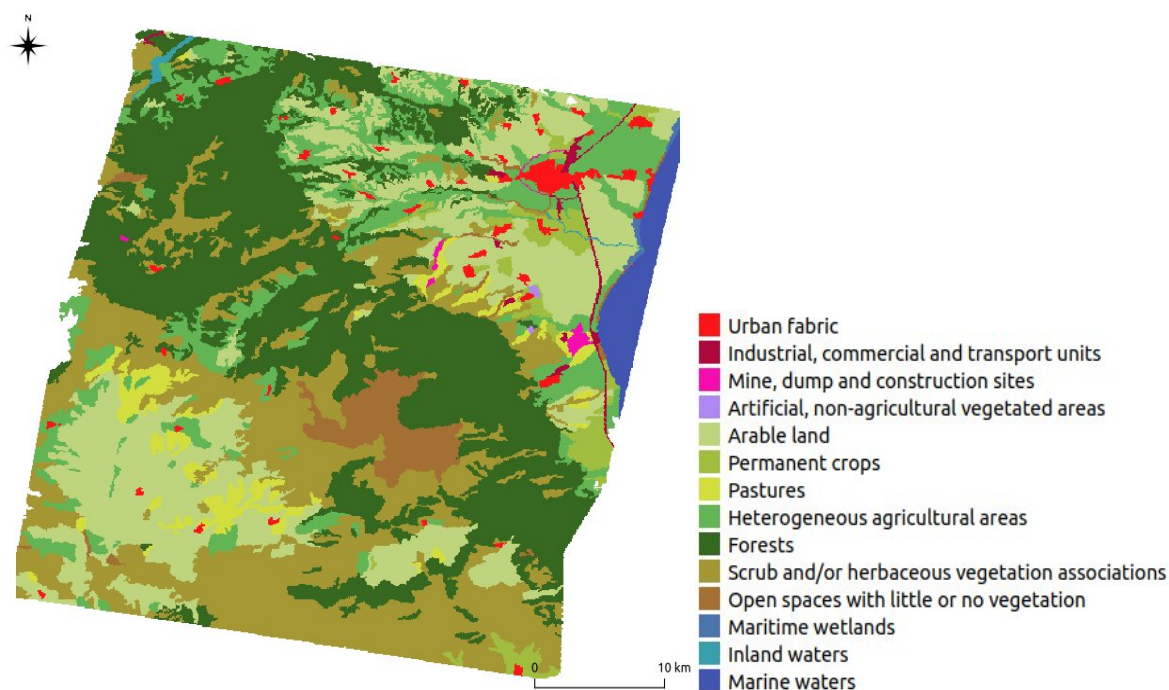 N
Urban fabric
Industrial, commercial and transport units
Mine, dump and construction sites
Artificial, non-agricultural vegetated areas
Arable land
Permanent crops
Pastures
Heterogeneous agricultural areas
Forests
Scrub and/or herbaceous vegetation associations
Open spaces with little or no vegetation
Maritime wetlands
Inland waters
Marine waters
0 10 km